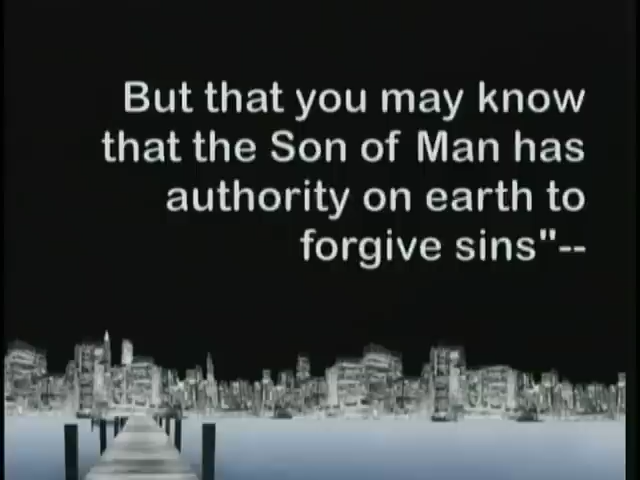 But that you may know
that the Son of Man has
authority on earth to
forgive sins"--